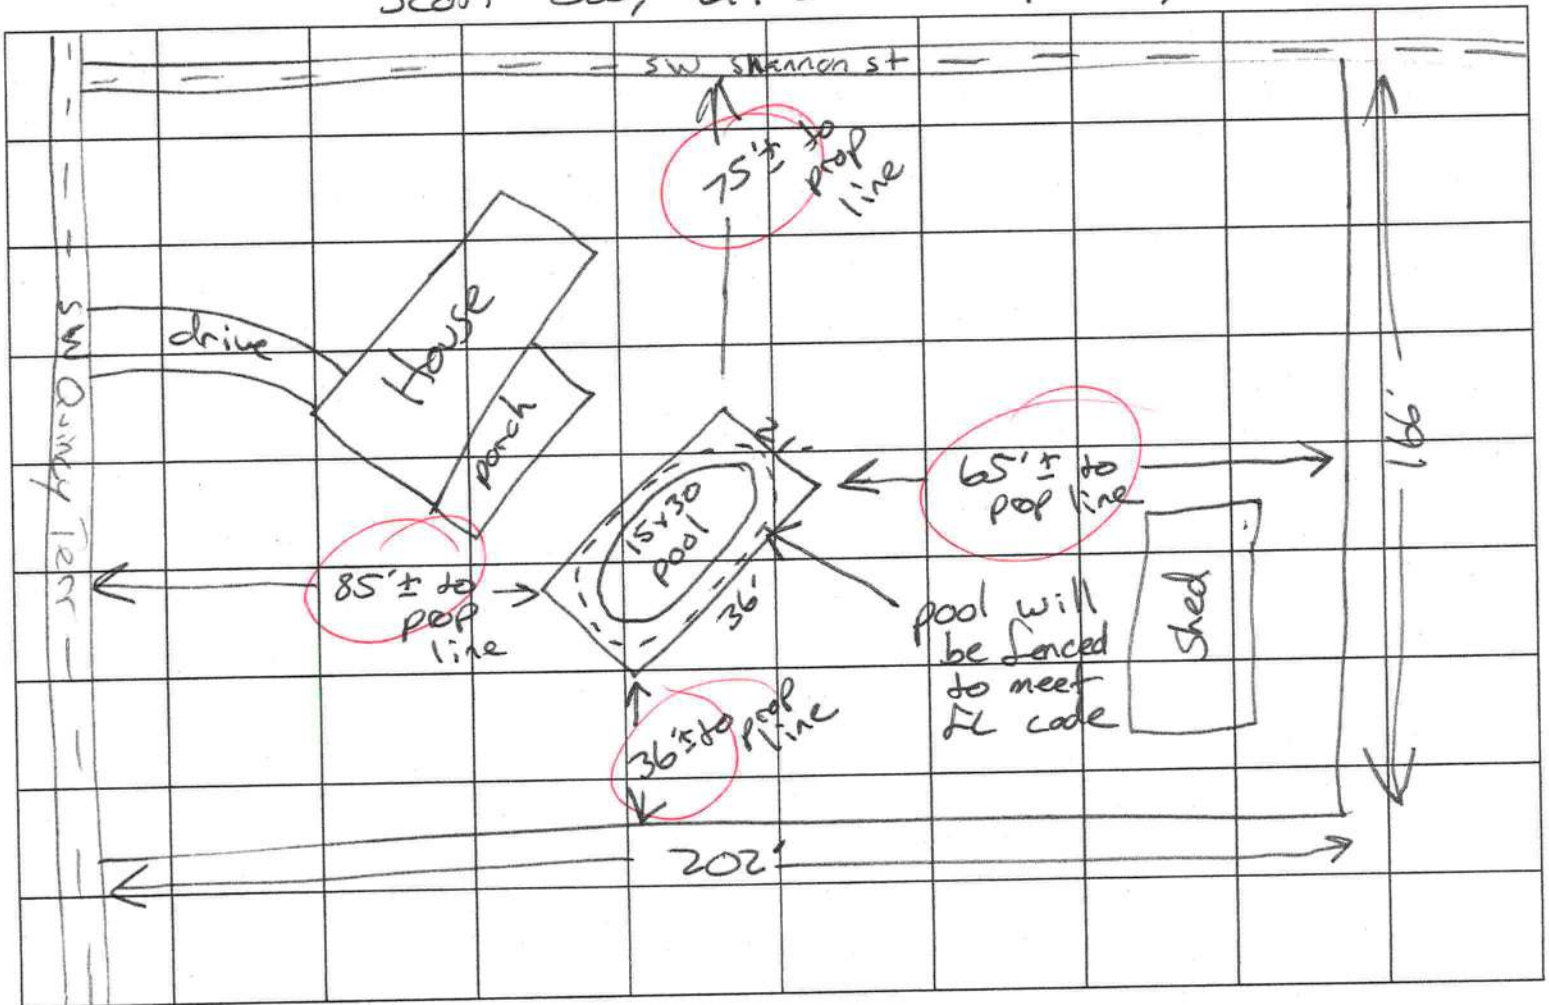 SW Shannon st
75'± to
prop
line
House
drive
porch
SW Quincy Terr
21'
15x30
pool
36'
65'± to
prop line
166'
85'± to
prop
line
pool will
be fenced
to meet
FL code
Shed
36'± to prop
line
202'